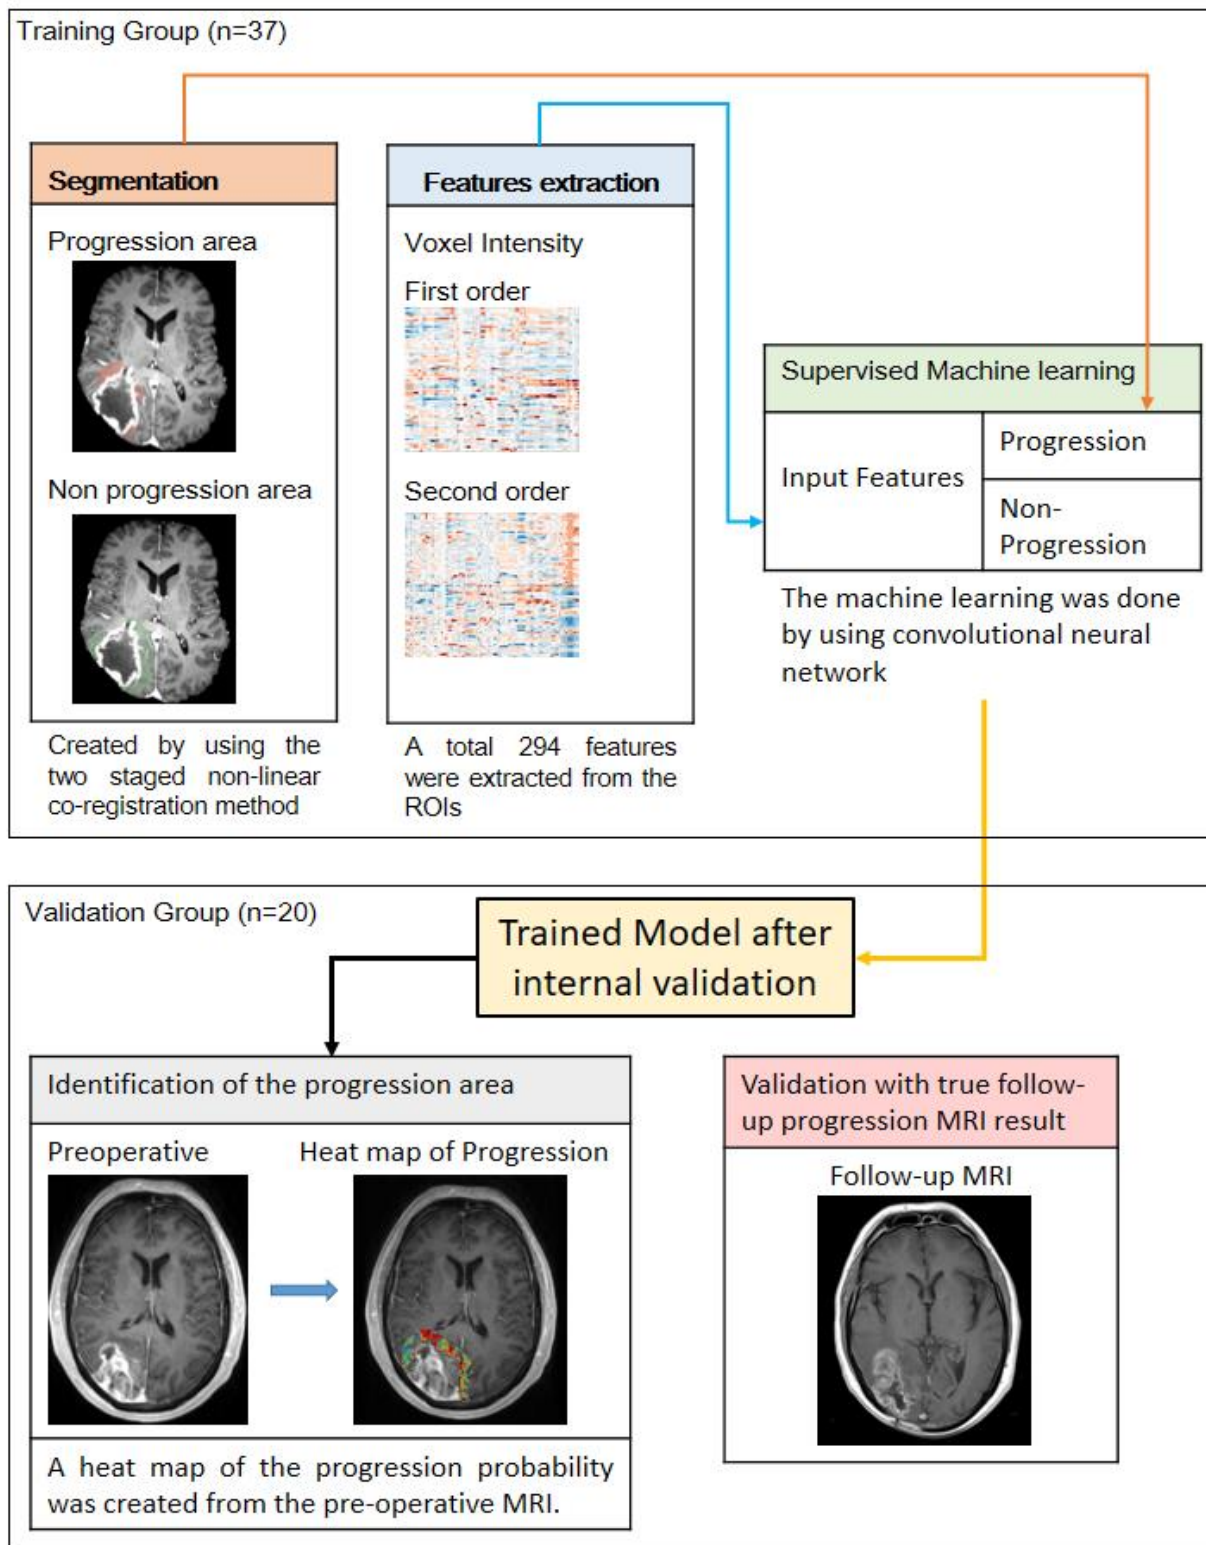 Training Group (n=37)
Segmentation
Progression area
Non progression area
Created by using the
two staged non-linear
co-registration method
Features extraction
Voxel Intensity
First order
Second order
A total 294 features
were extracted from the
ROIs
Supervised Machine learning
Input Features
Progression
Non-
Progression
The machine learning was done
by using convolutional neural
network
Validation Group (n=20)
Trained Model after
internal validation
Identification of the progression area
Preoperative
Heat map of Progression
A heat map of the progression probability
was created from the pre-operative MRI.
Validation with true follow-
up progression MRI result
Follow-up MRI